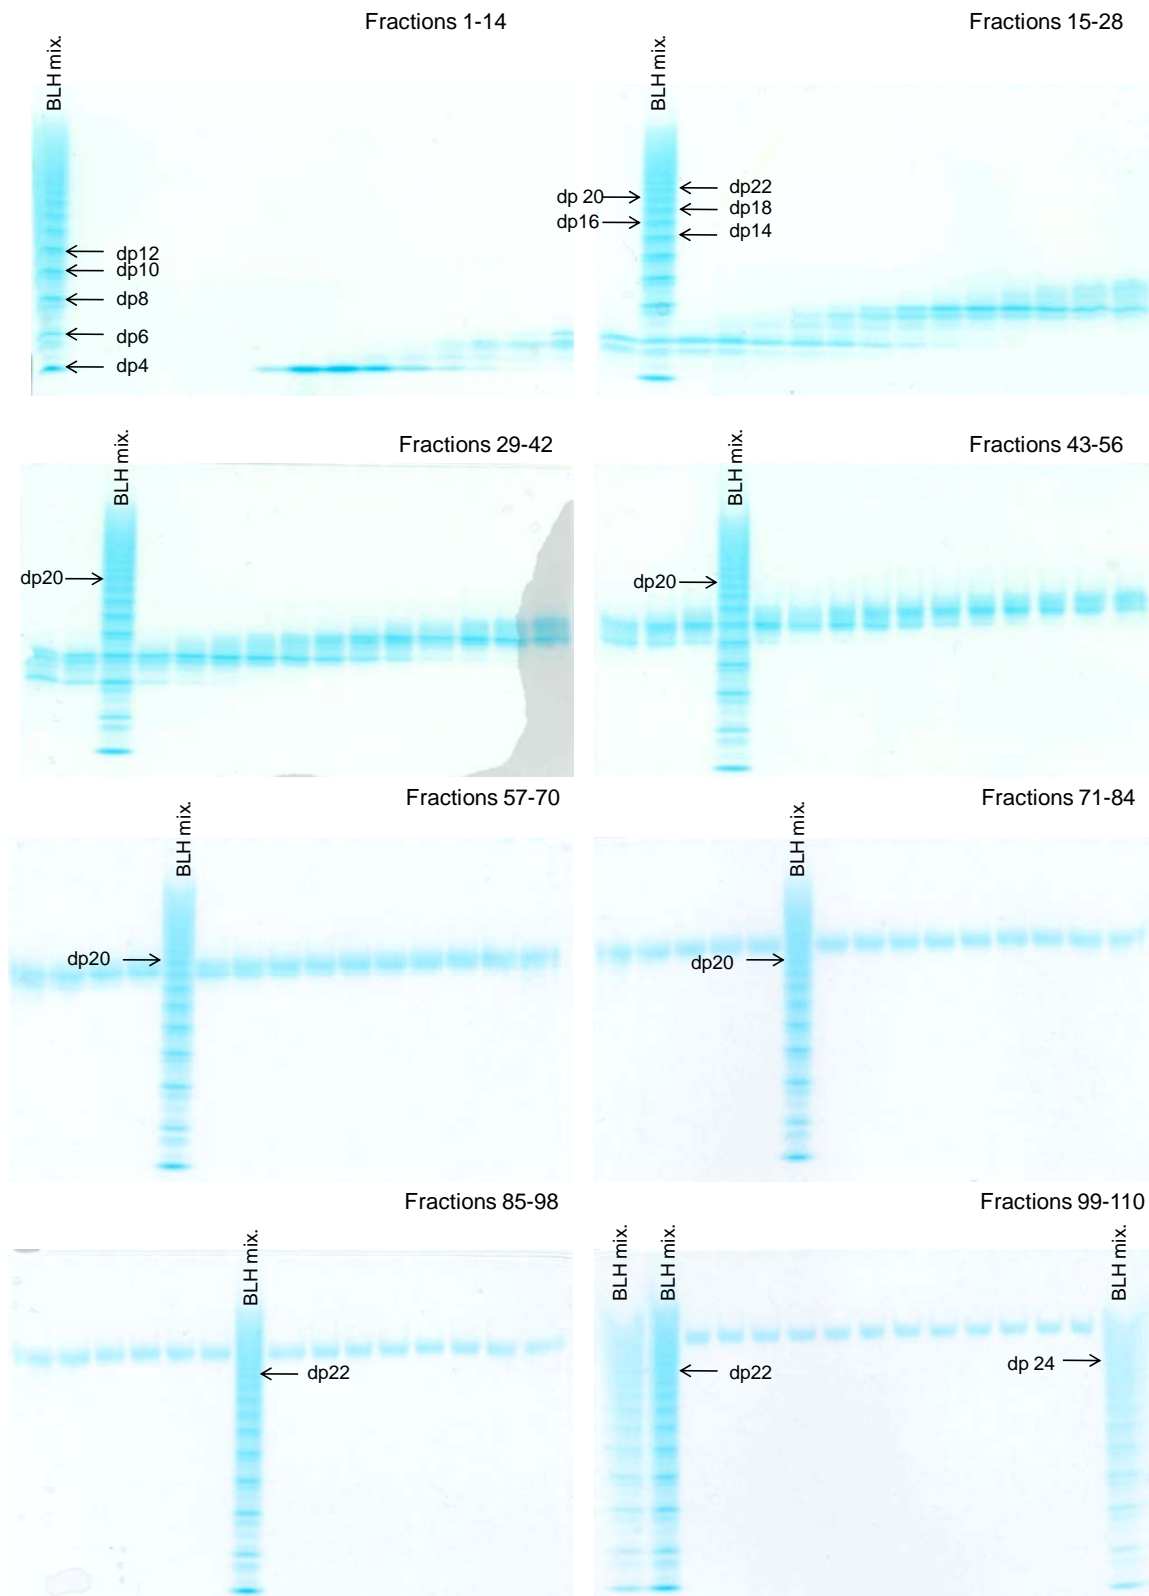 Fractions 1-14
BLH mix.
dp12
dp10
dp8
dp6
dp4
Fractions 15-28
BLH mix.
dp 20
dp16
dp22
dp18
dp14
Fractions 29-42
BLH mix.
dp20
Fractions 43-56
BLH mix.
dp20
Fractions 57-70
BLH mix.
dp20
Fractions 71-84
BLH mix.
dp20
Fractions 85-98
BLH mix.
dp22
Fractions 99-110
BLH mix.
BLH mix.
BLH mix.
dp22
dp 24